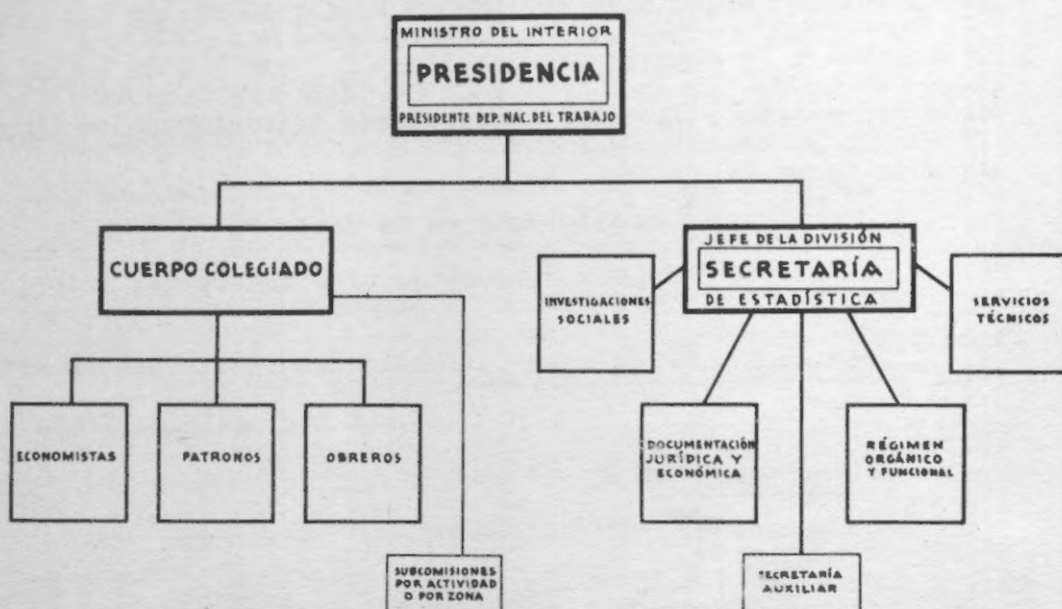 MINISTRO DEL INTERIOR
PRESIDENCIA
PRESIDENTE DEP. NAC. DEL TRABAJO
CUERPO COLEGIADO
JEFE DE LA DIVISIÓN
SECRETARÍA
DE ESTADÍSTICA
INVESTIGACIONES
SOCIALES
SERVICIOS
TÉCNICOS
ECONOMISTAS
PATRONOS
OBREROS
DOCUMENTACIÓN
JURÍDICA Y
ECONÓMICA
RÉGIMEN
ORGÁNICO
Y FUNCIONAL
SUBCOMISIONES
POR ACTIVIDAD
O POR ZONA
SECRETARÍA
AUXILIAR